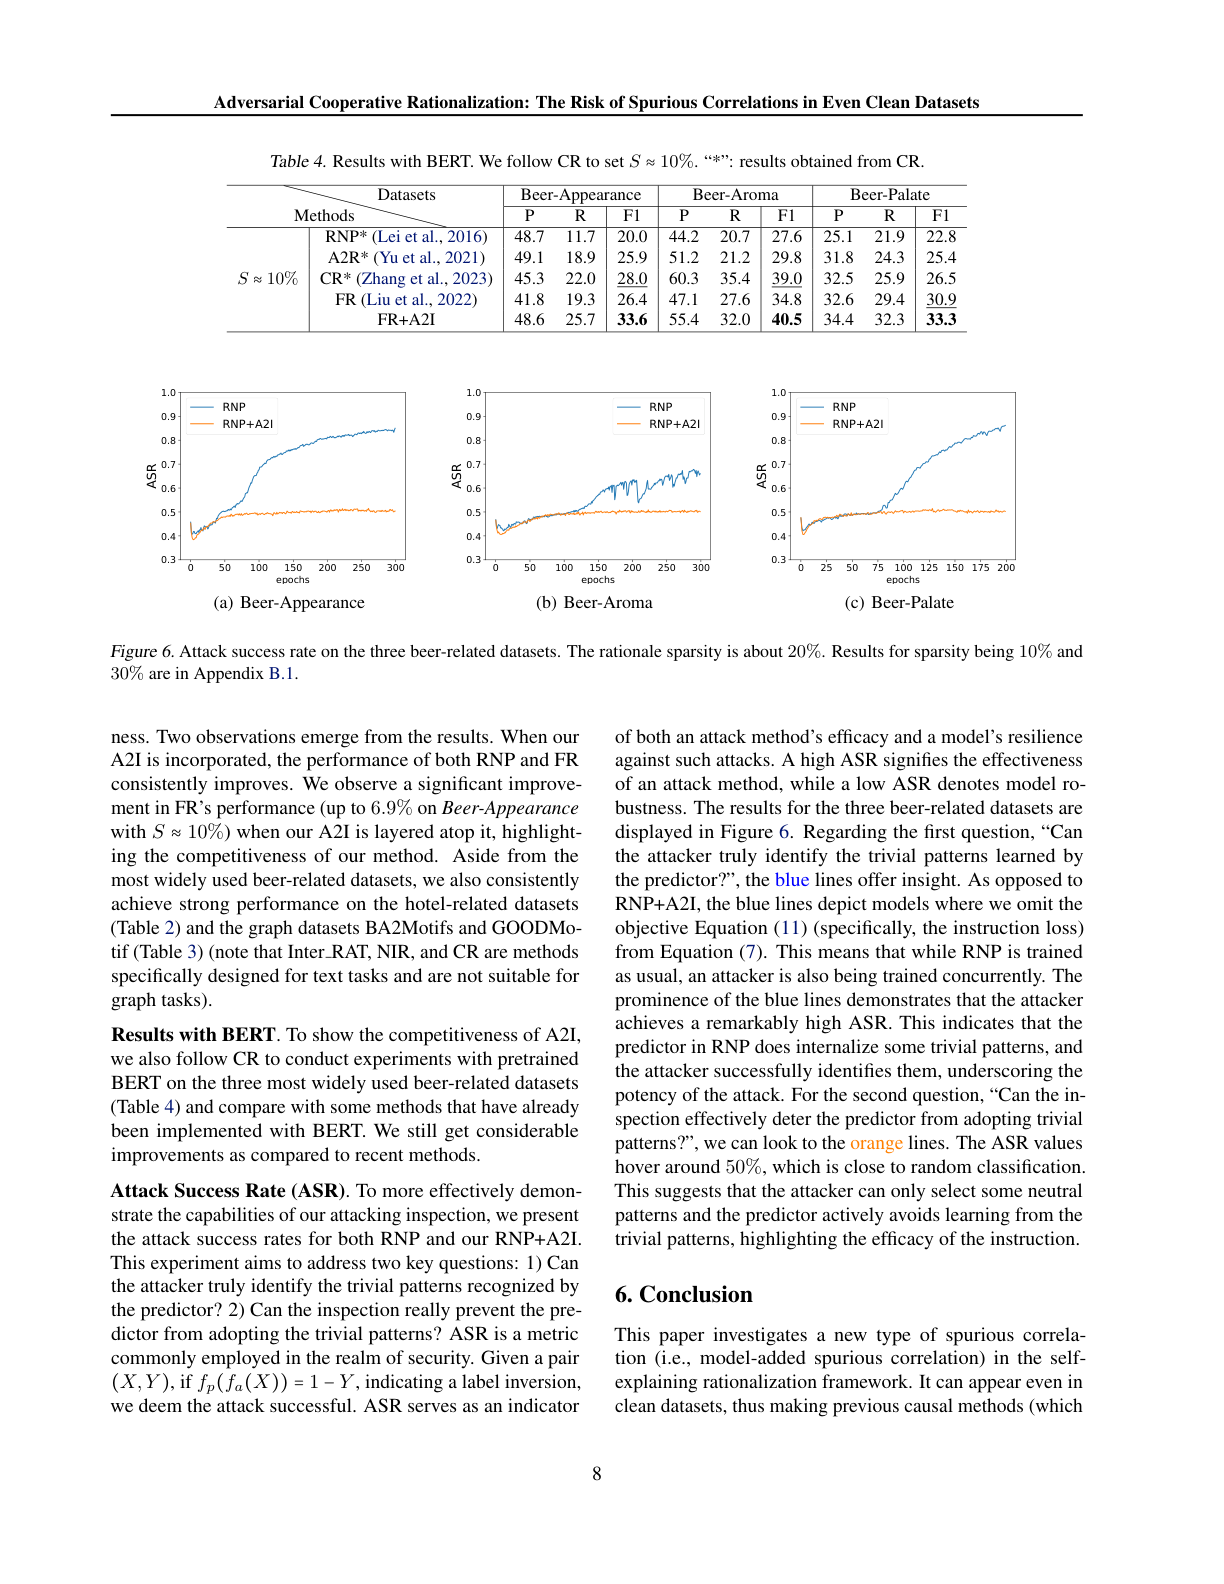 Adversarial Cooperative Rationalization: The Risk of Spurious Correlations in Even Clean Datasets
Table 4. Results with BERT. We follow CR to set S ≈ 10%. “*”: results obtained from CR.
Datasets Beer-Appearance Beer-Aroma Beer-Palate
Methods P R F1 P R F1 P R F1
RNP* (Lei et al., 2016) 48.7 11.7 20.0 44.2 20.7 27.6 25.1 21.9 22.8
A2R* (Yu et al., 2021) 49.1 18.9 25.9 51.2 21.2 29.8 31.8 24.3 25.4
S ≈ 10% CR* (Zhang et al., 2023) 45.3 22.0 28.0 60.3 35.4 39.0 32.5 25.9 26.5
FR (Liu et al., 2022) 41.8 19.3 26.4 47.1 27.6 34.8 32.6 29.4 30.9
FR+A2I 48.6 25.7 33.6 55.4 32.0 40.5 34.4 32.3 33.3
1.0
0.9
0.8
0.7
0.6
0.5
0.4
0.3
ASR
RNP
RNP+A2I
0 50 100 150 200 250 300
epochs
(a) Beer-Appearance
1.0
0.9
0.8
0.7
0.6
0.5
0.4
0.3
ASR
RNP
RNP+A2I
0 50 100 150 200 250 300
epochs
(b) Beer-Aroma
1.0
0.9
0.8
0.7
0.6
0.5
0.4
0.3
ASR
RNP
RNP+A2I
0 25 50 75 100 125 150 175 200
epochs
(c) Beer-Palate
Figure 6. Attack success rate on the three beer-related datasets. The rationale sparsity is about 20%. Results for sparsity being 10% and
30% are in Appendix B.1.
ness. Two observations emerge from the results. When our
A2I is incorporated, the performance of both RNP and FR
consistently improves. We observe a significant improve-
ment in FR’s performance (up to 6.9% on Beer-Appearance
with S ≈ 10%) when our A2I is layered atop it, highlight-
ing the competitiveness of our method. Aside from the
most widely used beer-related datasets, we also consistently
achieve strong performance on the hotel-related datasets
(Table 2) and the graph datasets BA2Motifs and GOODMo-
tif (Table 3) (note that Inter_RAT, NIR, and CR are methods
specifically designed for text tasks and are not suitable for
graph tasks).
Results with BERT. To show the competitiveness of A2I,
we also follow CR to conduct experiments with pretrained
BERT on the three most widely used beer-related datasets
(Table 4) and compare with some methods that have already
been implemented with BERT. We still get considerable
improvements as compared to recent methods.
Attack Success Rate (ASR). To more effectively demon-
strate the capabilities of our attacking inspection, we present
the attack success rates for both RNP and our RNP+A2I.
This experiment aims to address two key questions: 1) Can
the attacker truly identify the trivial patterns recognized by
the predictor? 2) Can the inspection really prevent the pre-
dictor from adopting the trivial patterns? ASR is a metric
commonly employed in the realm of security. Given a pair
(X, Y), if fp(fa(X)) = 1 − Y, indicating a label inversion,
we deem the attack successful. ASR serves as an indicator
of both an attack method’s efficacy and a model’s resilience
against such attacks. A high ASR signifies the effectiveness
of an attack method, while a low ASR denotes model ro-
bustness. The results for the three beer-related datasets are
displayed in Figure 6. Regarding the first question, “Can
the attacker truly identify the trivial patterns learned by
the predictor?”, the blue lines offer insight. As opposed to
RNP+A2I, the blue lines depict models where we omit the
objective Equation (11) (specifically, the instruction loss)
from Equation (7). This means that while RNP is trained
as usual, an attacker is also being trained concurrently. The
prominence of the blue lines demonstrates that the attacker
achieves a remarkably high ASR. This indicates that the
predictor in RNP does internalize some trivial patterns, and
the attacker successfully identifies them, underscoring the
potency of the attack. For the second question, “Can the in-
spection effectively deter the predictor from adopting trivial
patterns?”, we can look to the orange lines. The ASR values
hover around 50%, which is close to random classification.
This suggests that the attacker can only select some neutral
patterns and the predictor actively avoids learning from the
trivial patterns, highlighting the efficacy of the instruction.
6. Conclusion
This paper investigates a new type of spurious correla-
tion (i.e., model-added spurious correlation) in the self-
explaining rationalization framework. It can appear even in
clean datasets, thus making previous causal methods (which
8